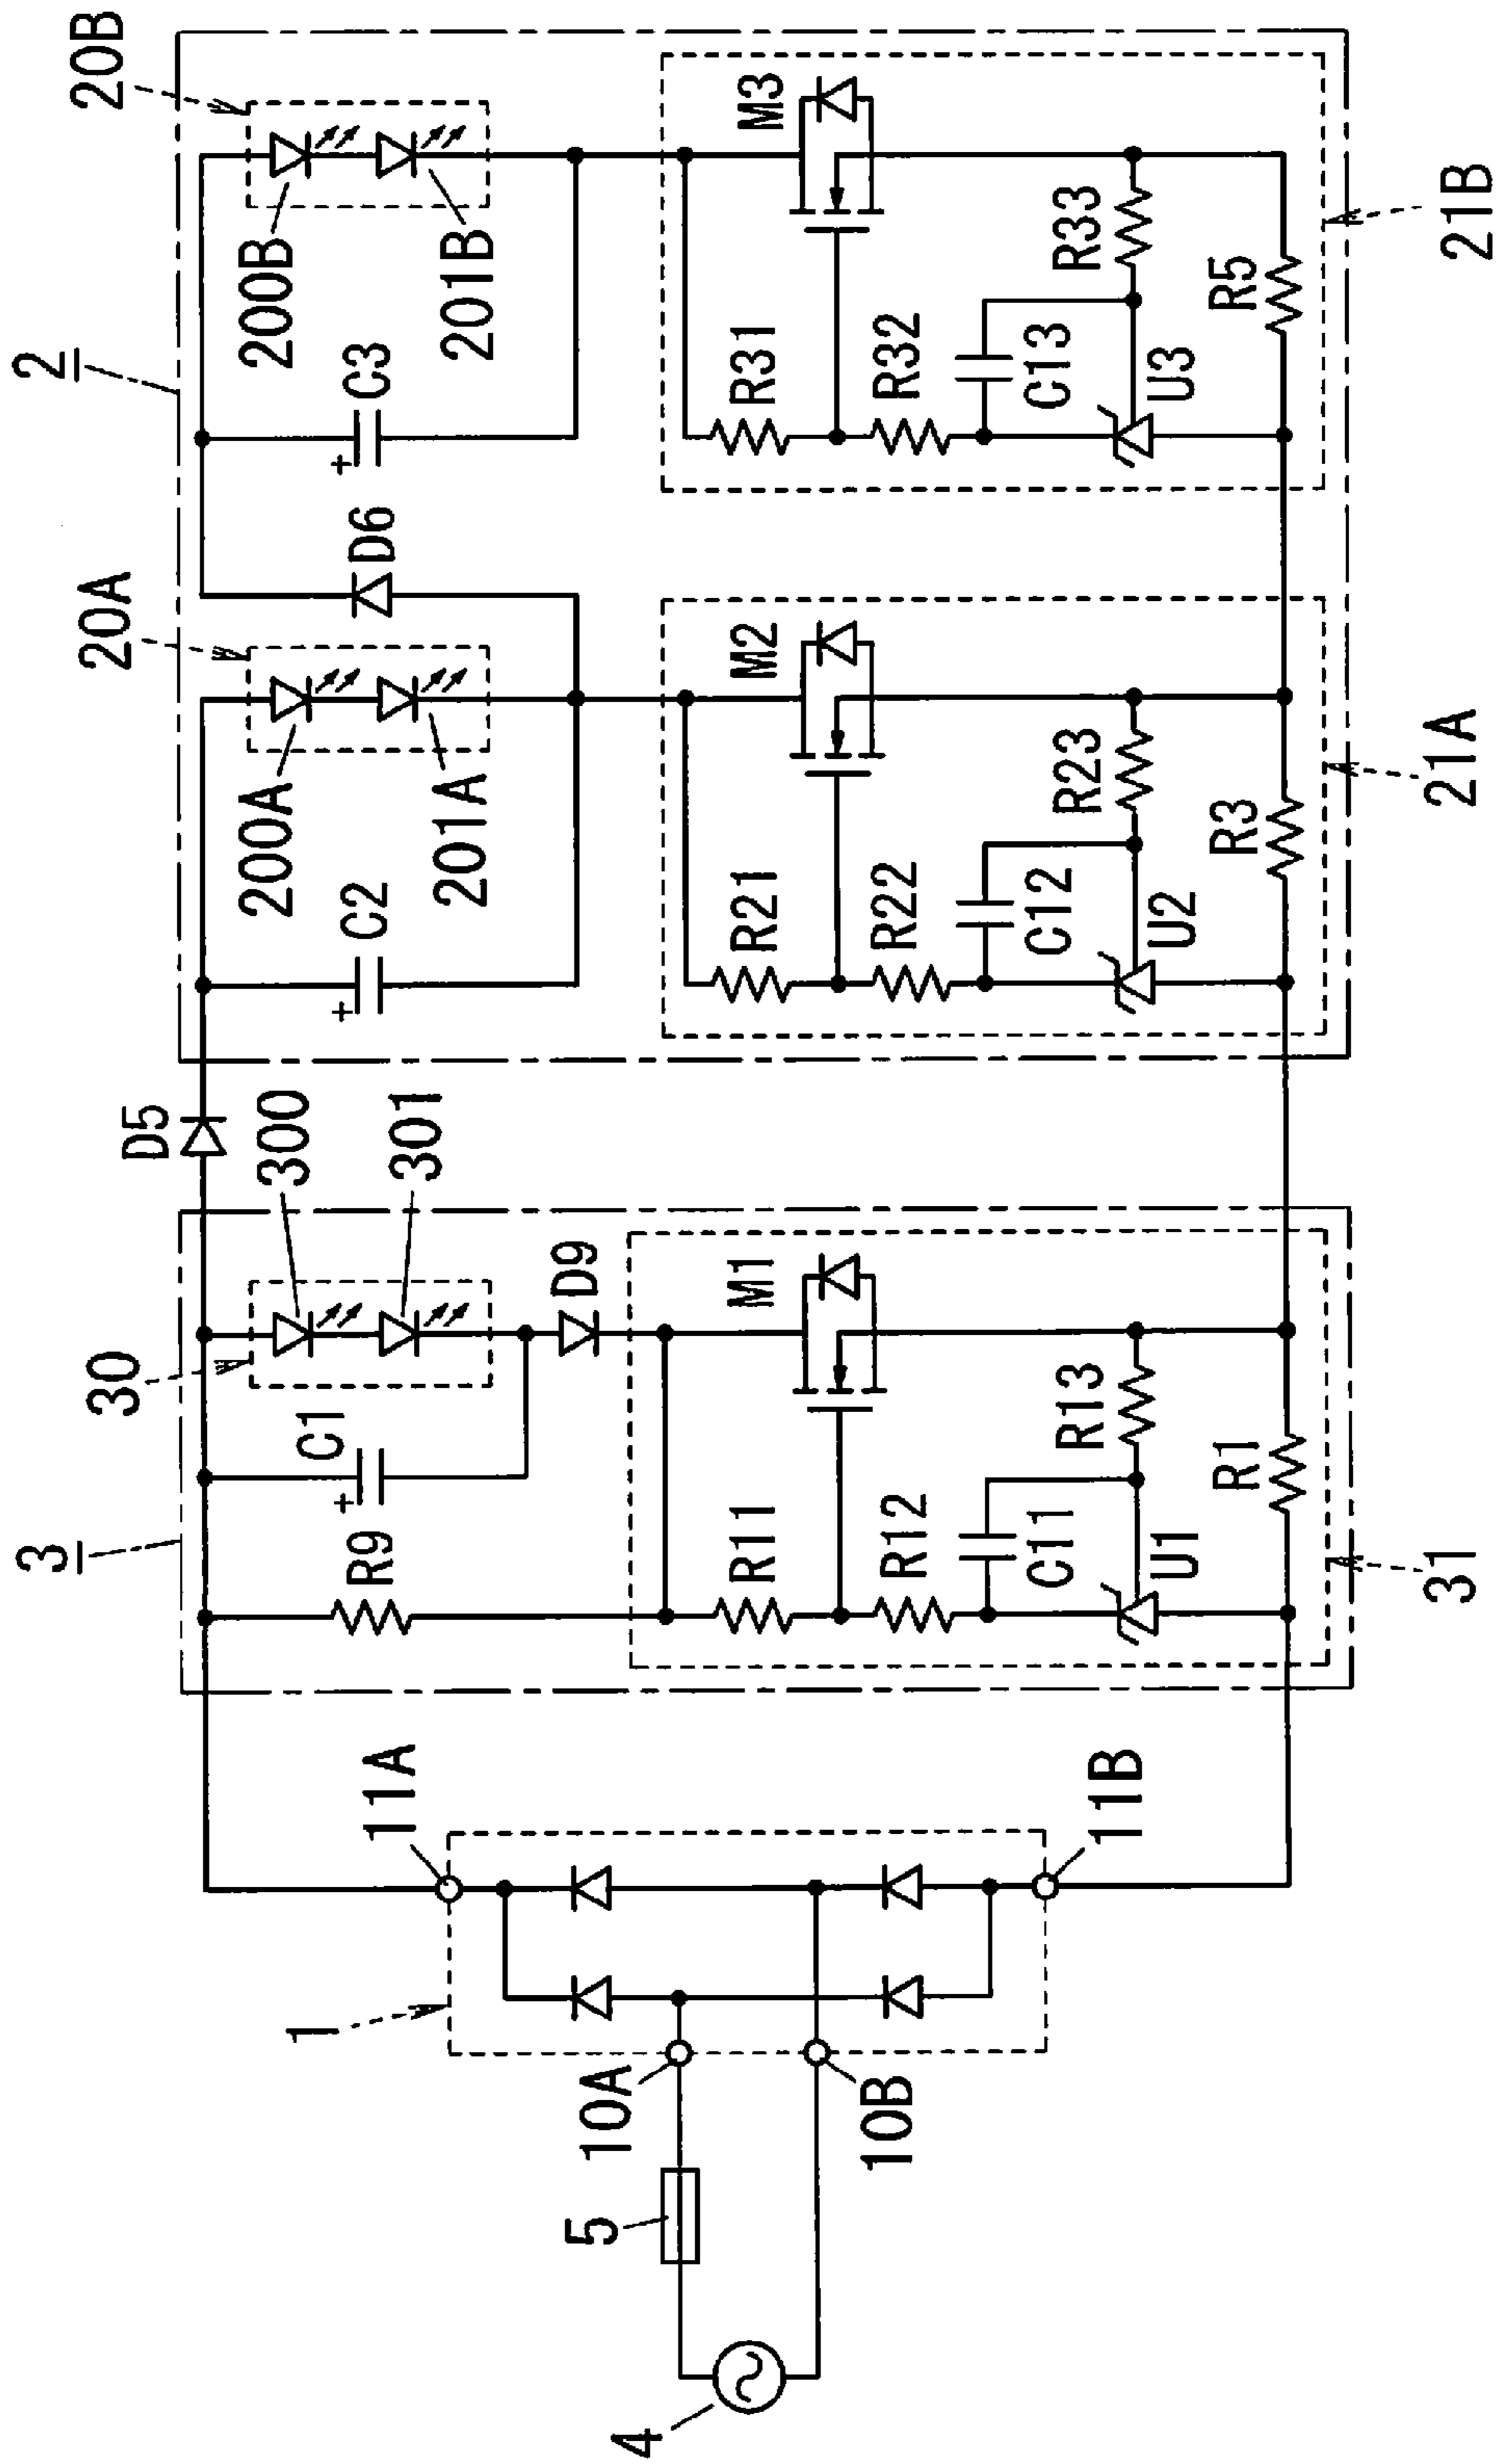 2
20B
200B
201B
C3
D6
M3
R31
R32
C13
R33
U3
R5
21B
20A
200A
201A
C2
M2
R21
R22
C12
R23
U2
R3
21A
D5
3
30
300
301
C1
R9
D9
M1
R11
R12
C11
R13
U1
R1
31
1
11A
11B
10A
10B
5
4